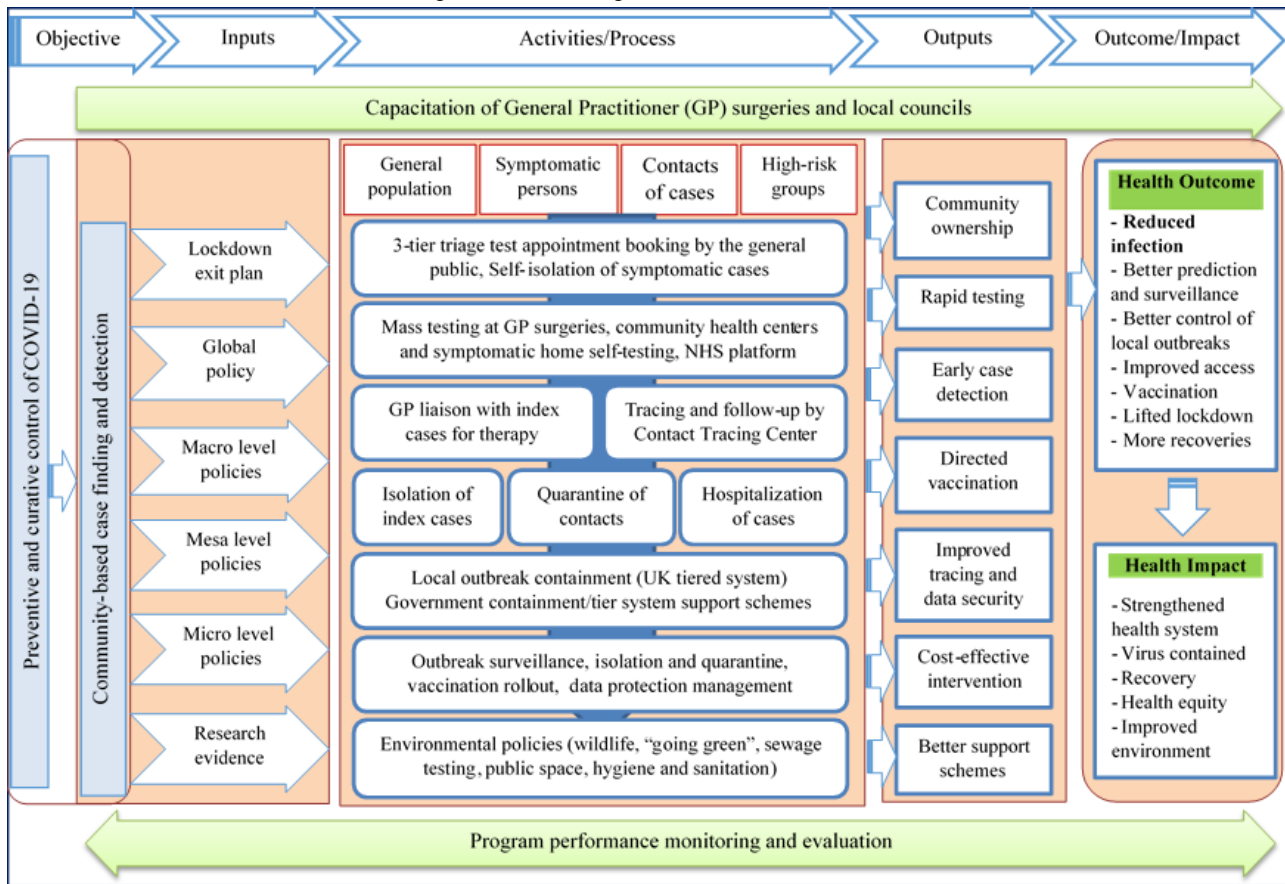 Objective
Inputs
Activities/Process
Outputs
Outcome/Impact
Capacitation of General Practitioner (GP) surgeries and local councils
Preventive and curative control of COVID-19
Community-based case finding and detection
Lockdown
exit plan
Global
policy
Macro level
policies
Mesa level
policies
Micro level
policies
Research
evidence
General
population
Symptomatic
persons
Contacts
of cases
High-risk
groups
3-tier triage test appointment booking by the general
public, Self-isolation of symptomatic cases
Mass testing at GP surgeries, community health centers
and symptomatic home self-testing, NHS platform
GP liaison with index
cases for therapy
Tracing and follow-up by
Contact Tracing Center
Isolation of
index cases
Quarantine of
contacts
Hospitalization
of cases
Local outbreak containment (UK tiered system)
Government containment/tier system support schemes
Outbreak surveillance, isolation and quarantine,
vaccination rollout, data protection management
Environmental policies (wildlife, “going green”, sewage
testing, public space, hygiene and sanitation)
Community
ownership
Rapid testing
Early case
detection
Directed
vaccination
Improved
tracing and
data security
Cost-effective
intervention
Better support
schemes
Health Outcome
- Reduced
infection
- Better prediction
and surveillance
- Better control of
local outbreaks
- Improved access
- Vaccination
- Lifted lockdown
- More recoveries
Health Impact
- Strengthened
health system
- Virus contained
- Recovery
- Health equity
- Improved
environment
Program performance monitoring and evaluation